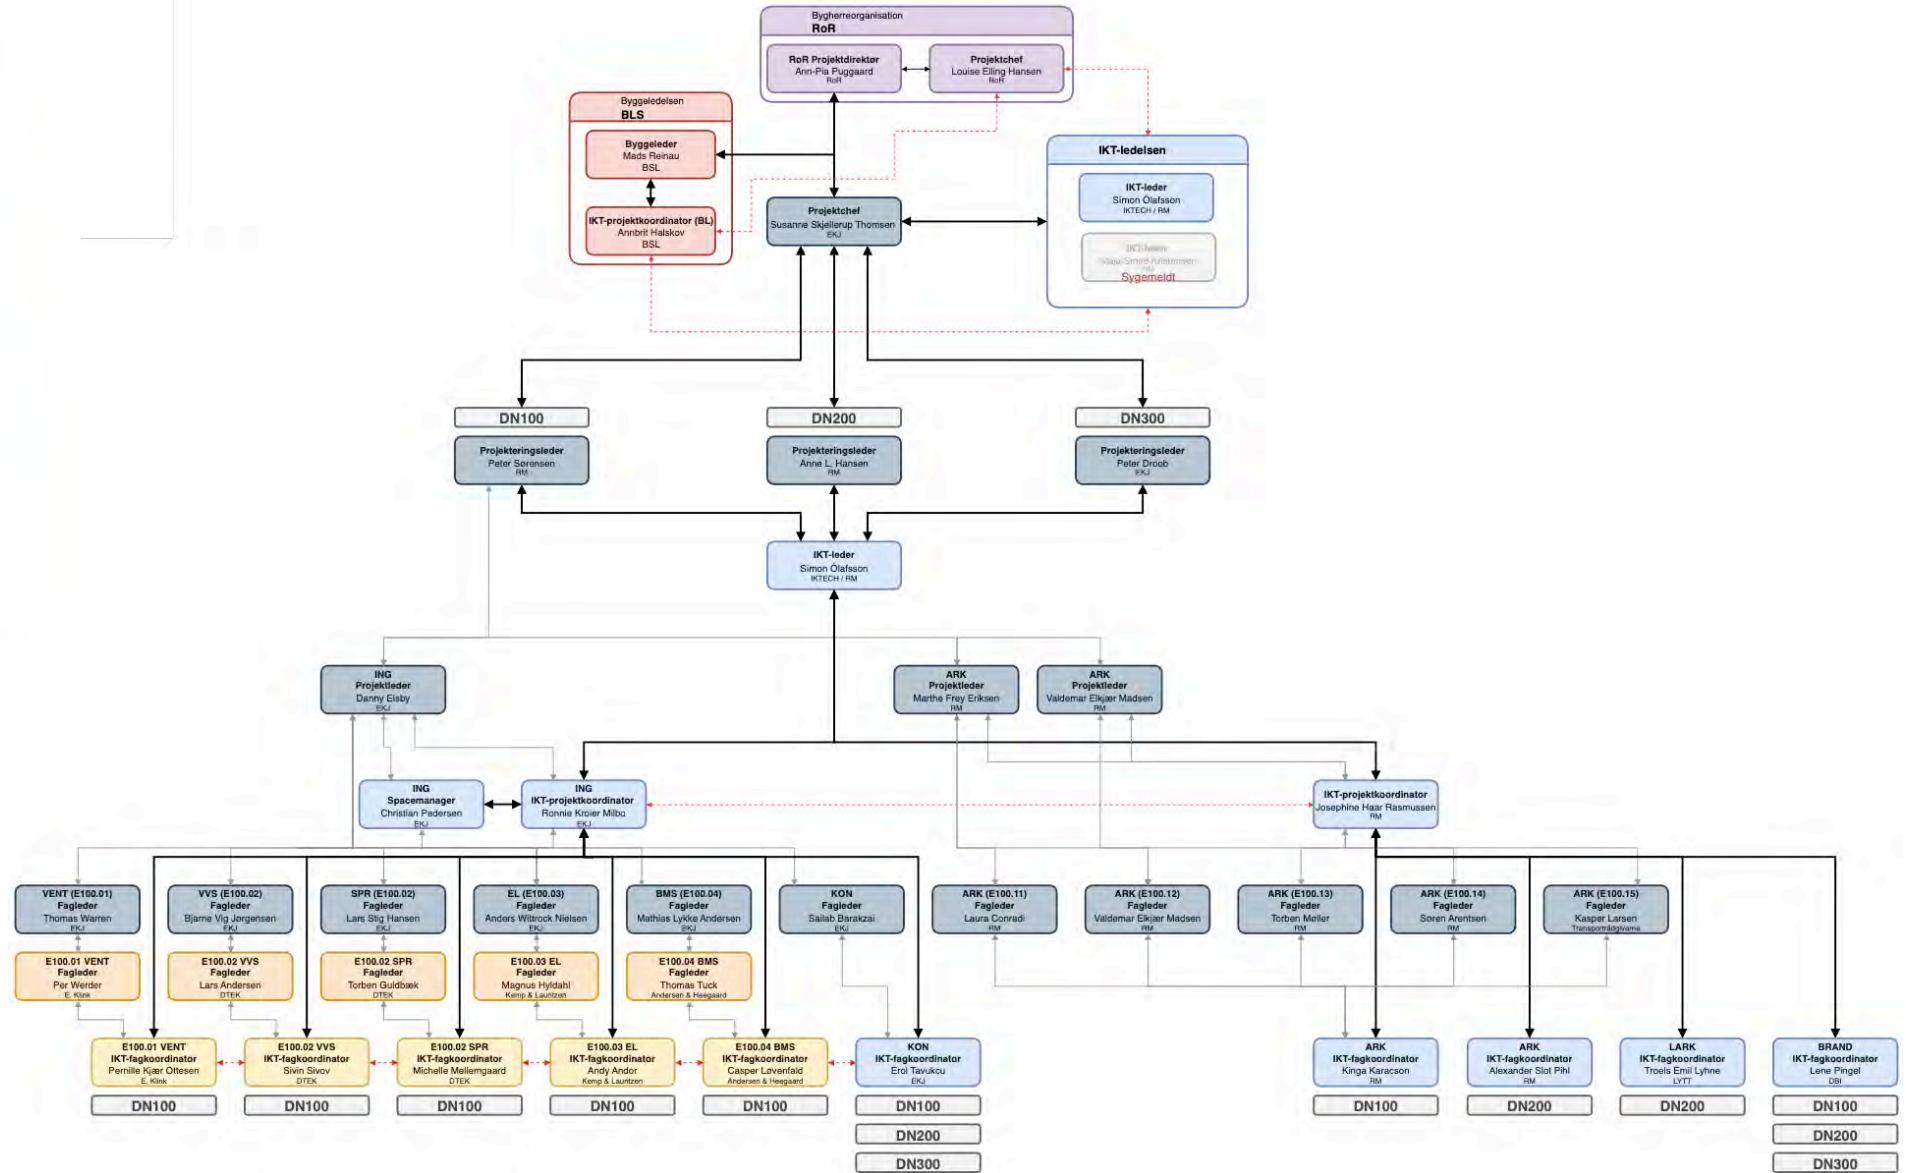 Bygherreorganisation
RoR
RoR Projektdirektør
Ann-Pia Puggaard
RoR
Projektchef
Louise Elling Hansen
RoR
Byggeledelsen
BLS
Byggeleder
Mads Reinau
BSL
IKT-projektkoordinator (BL)
Annbrit Halskov
BSL
Projektchef
Susanne Skjellerup Thomsen
EKJ
IKT-ledelsen
IKT-leder
Simon Ólafsson
IKTECH / RM
IKT-leder
RM
Sygemeldt
DN100
DN200
DN300
Projekteringsleder
Peter Sørensen
RM
Projekteringsleder
Anne L. Hansen
RM
Projekteringsleder
Peter Droob
EKJ
IKT-leder
Simon Ólafsson
IKTECH / RM
ING
Projektleder
Danny Elsby
EKJ
ARK
Projektleder
Marthe Frey Eriksen
RM
ARK
Projektleder
Valdemar Elkjær Madsen
RM
ING
Spacemanager
Christian Pedersen
EKJ
ING
IKT-projektkoordinator
Ronnie Krøier Milbo
EKJ
IKT-projektkoordinator
Josephine Haar Rasmussen
RM
VENT (E100.01)
Fagleder
Thomas Warren
EKJ
VVS (E100.02)
Fagleder
Bjarne Vig Jørgensen
EKJ
SPR (E100.02)
Fagleder
Lars Stig Hansen
EKJ
EL (E100.03)
Fagleder
Anders Wittrock Nielsen
EKJ
BMS (E100.04)
Fagleder
Mathias Lykke Andersen
EKJ
KON
Fagleder
Sailab Barakzai
EKJ
ARK (E100.11)
Fagleder
Laura Conradi
RM
ARK (E100.12)
Fagleder
Valdemar Elkjær Madsen
RM
ARK (E100.13)
Fagleder
Torben Møller
RM
ARK (E100.14)
Fagleder
Søren Arentsen
RM
ARK (E100.15)
Fagleder
Kasper Larsen
Transportrådgiverne
E100.01 VENT
Fagleder
Per Werder
E. Klink
E100.02 VVS
Fagleder
Lars Andersen
DTEK
E100.02 SPR
Fagleder
Torben Guldbæk
DTEK
E100.03 EL
Fagleder
Magnus Hyldahl
Kemp & Lauritzen
E100.04 BMS
Fagleder
Thomas Tuck
Andersen & Heegaard
E100.01 VENT
IKT-fagkoordinator
Pernille Kjær Ottesen
E. Klink
E100.02 VVS
IKT-fagkoordinator
Sivin Sivov
DTEK
E100.02 SPR
IKT-fagkoordinator
Michelle Møllemgaard
DTEK
E100.03 EL
IKT-fagkoordinator
Andy Andor
Kemp & Lauritzen
E100.04 BMS
IKT-fagkoordinator
Casper Løvenfald
Andersen & Heegaard
KON
IKT-fagkoordinator
Erol Tavukcu
EKJ
ARK
IKT-fagkoordinator
Kinga Karacson
RM
ARK
IKT-fagkoordinator
Alexander Slot Pihl
RM
LARK
IKT-fagkoordinator
Troels Emil Lyhne
LYTT
BRAND
IKT-fagkoordinator
Lene Pingel
DBI
DN100
DN100
DN100
DN100
DN100
DN100
DN100
DN200
DN200
DN100
DN200
DN200
DN300
DN300